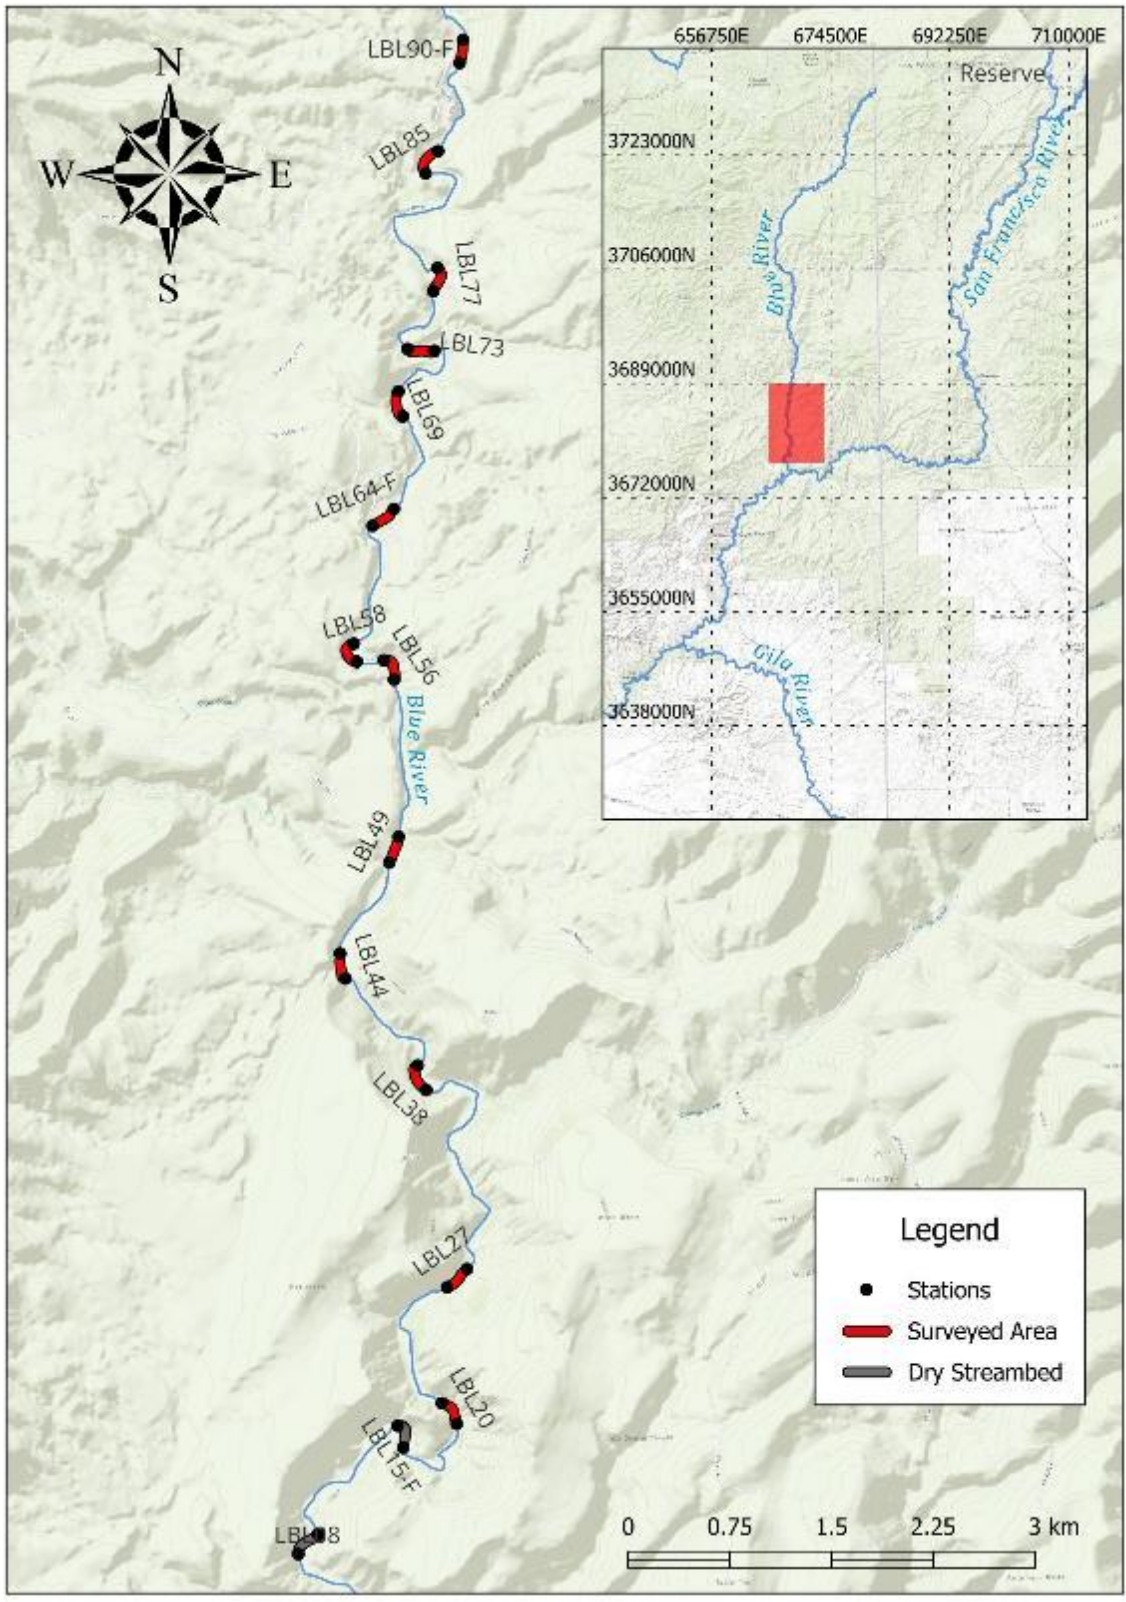 N
W
E
S
LBL90-F
LBL85
LBL77
LBL73
LBL69
LBL64-F
LBL58
LBL56
Blue River
LBL49
LBL44
LBL38
LBL27
LBL20
LBL15-F
656750E 674500E 692250E 710000E
Reserve
3723000N
3706000N
3689000N
3672000N
3655000N
3638000N
Blue River
San Francisco River
Gila River
Legend
Stations
Surveyed Area
Dry Streambed
0 0.75 1.5 2.25 3 km